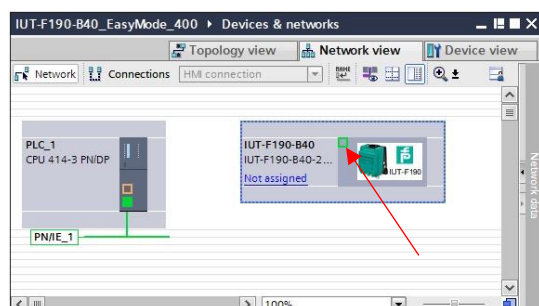 IUT-F190-B40_EasyMode_400 ▸ Devices & networks
Topology view Network view Device view
Network Connections HMI connection
PLC_1
CPU 414-3 PN/DP
IUT-F190-B40
IUT-F190-B40-2...
Not assigned
IUT-F190
PN/IE_1
Network data
100%